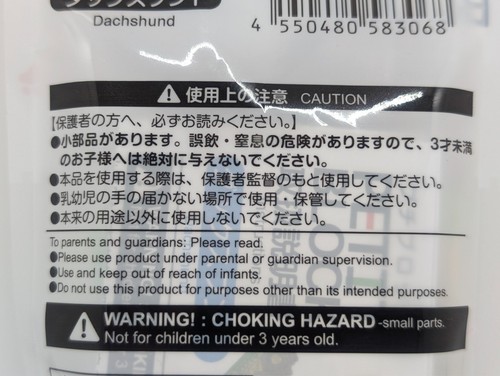 Dachshund
4 550480 583068
使用上の注意 CAUTION
【保護者の方へ、必ずお読みください。】
●小部品があります。誤飲・窒息の危険がありますので、3才未満
のお子様へは絶対に与えないでください。
●本品を使用する際は、保護者監督のもと使用してください。
●乳幼児の手の届かない場所で使用・保管してください。
●本来の用途以外に使用しないでください。
To parents and guardians: Please read.
●Please use product under parental or guardian supervision.
●Use and keep out of reach of infants.
●Do not use this product for purposes other than its intended purposes.
WARNING! : CHOKING HAZARD -small parts.
Not for children under 3 years old.